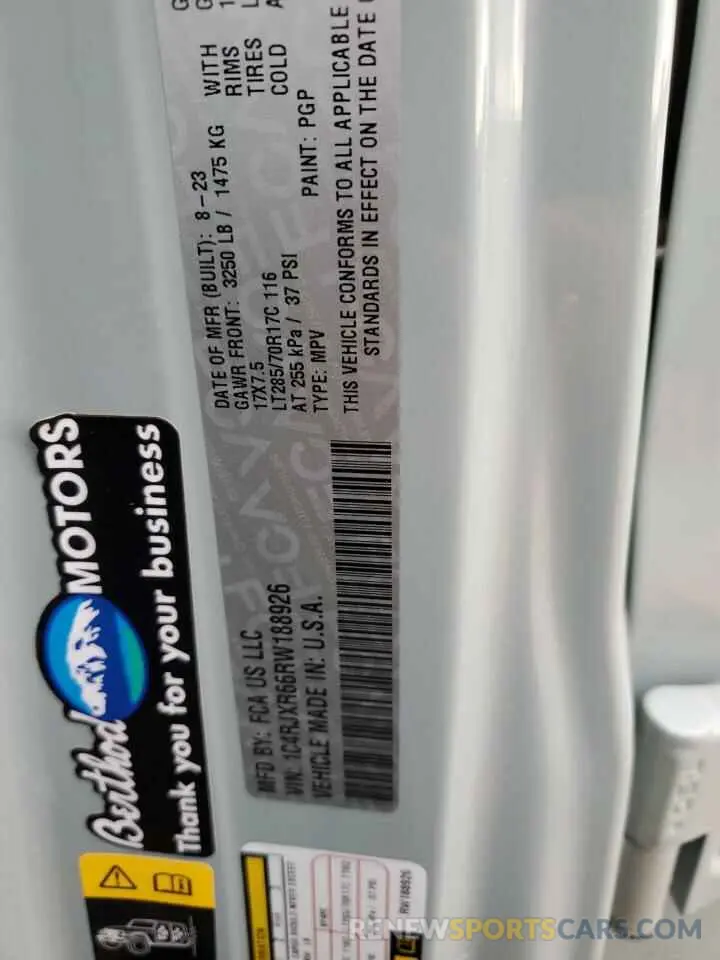 MFD BY: FCA US LLC
DATE OF MFR (BUILT): 8-23
VIN: 1C4RJXR66RW188926
GAWR FRONT: 3250 LB / 1475 KG WITH
17X7.5 RIMS
LT285/70R17C 116 TIRES
AT 255 kPa / 37 PSI COLD
VEHICLE MADE IN: U.S.A.
TYPE: MPV PAINT: PGP
THIS VEHICLE CONFORMS TO ALL APPLICABLE
STANDARDS IN EFFECT ON THE DATE
Berthod MOTORS
Thank you for your business
RW188926
RENEWSPORTSCARS.COM